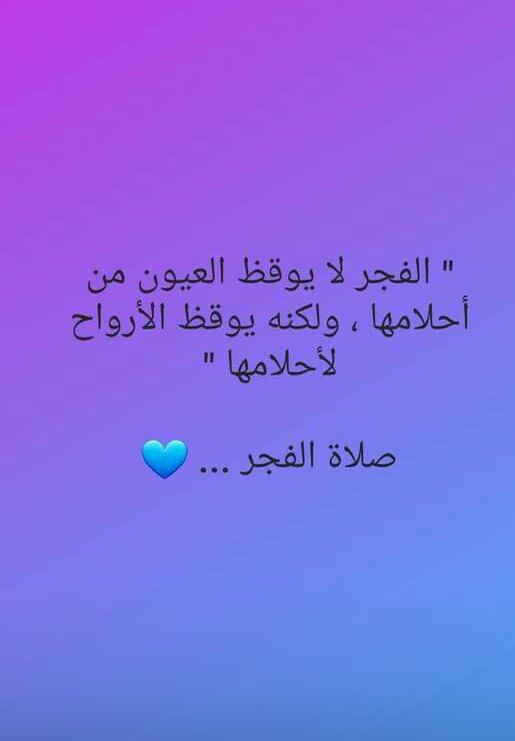 " الفجر لا يوقظ العيون من
أحلامها ، ولكنه يوقظ الأرواح
لأحلامها "
صلاة الفجر ... 💙